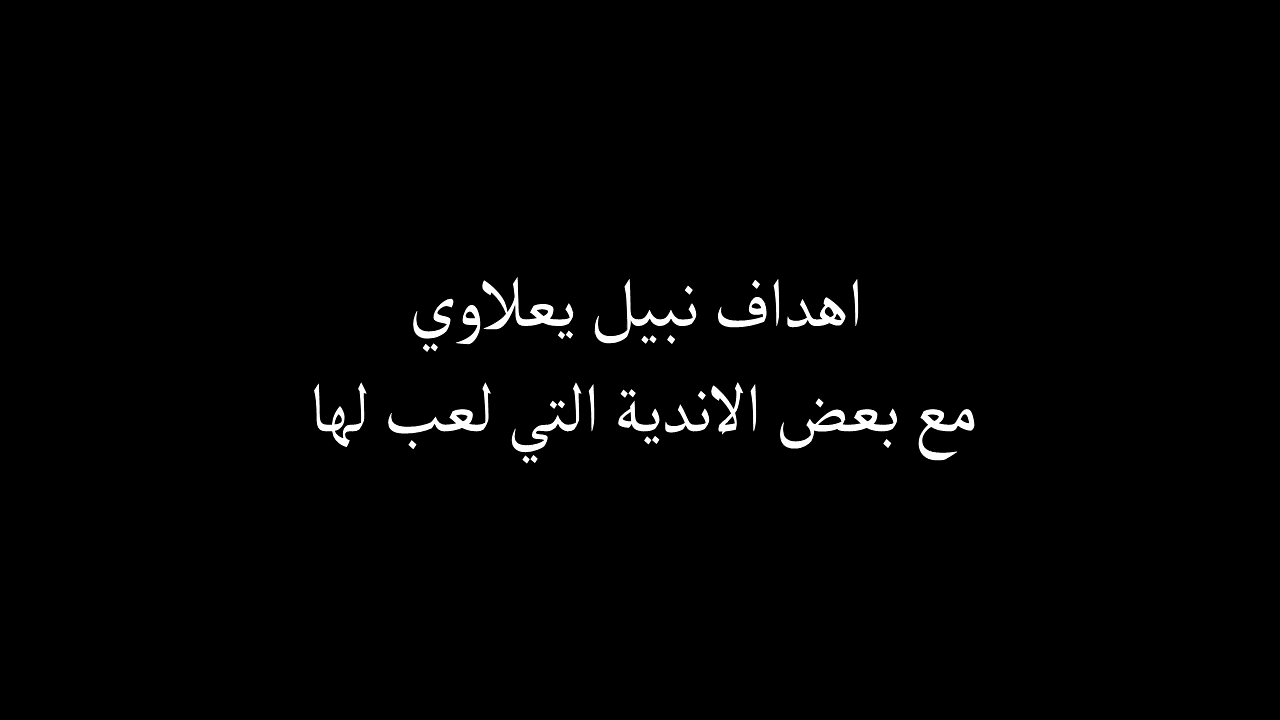 اهداف نبيل يعلاوي
مع بعض الاندية التي لعب لها